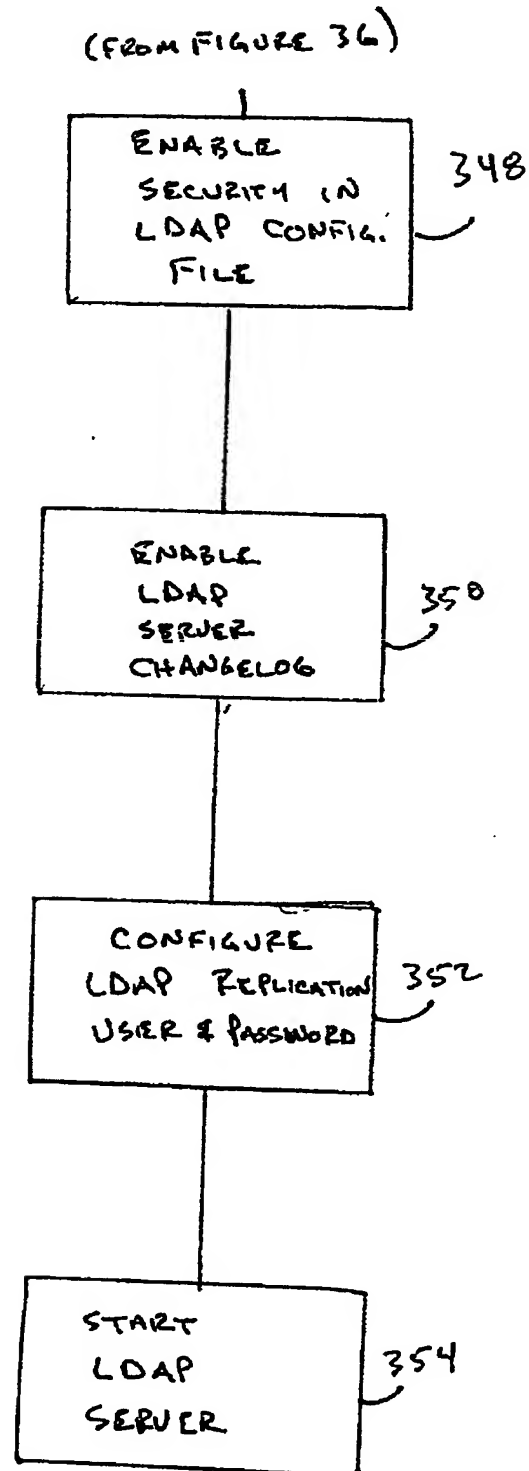 (FROM FIGURE 36)
ENABLE
SECURITY IN
LDAP CONFIG.
FILE
348
ENABLE
LDAP
SERVER
CHANGELOG
350
CONFIGURE
LDAP REPLICATION
USER & PASSWORD
352
START
LDAP
SERVER
354